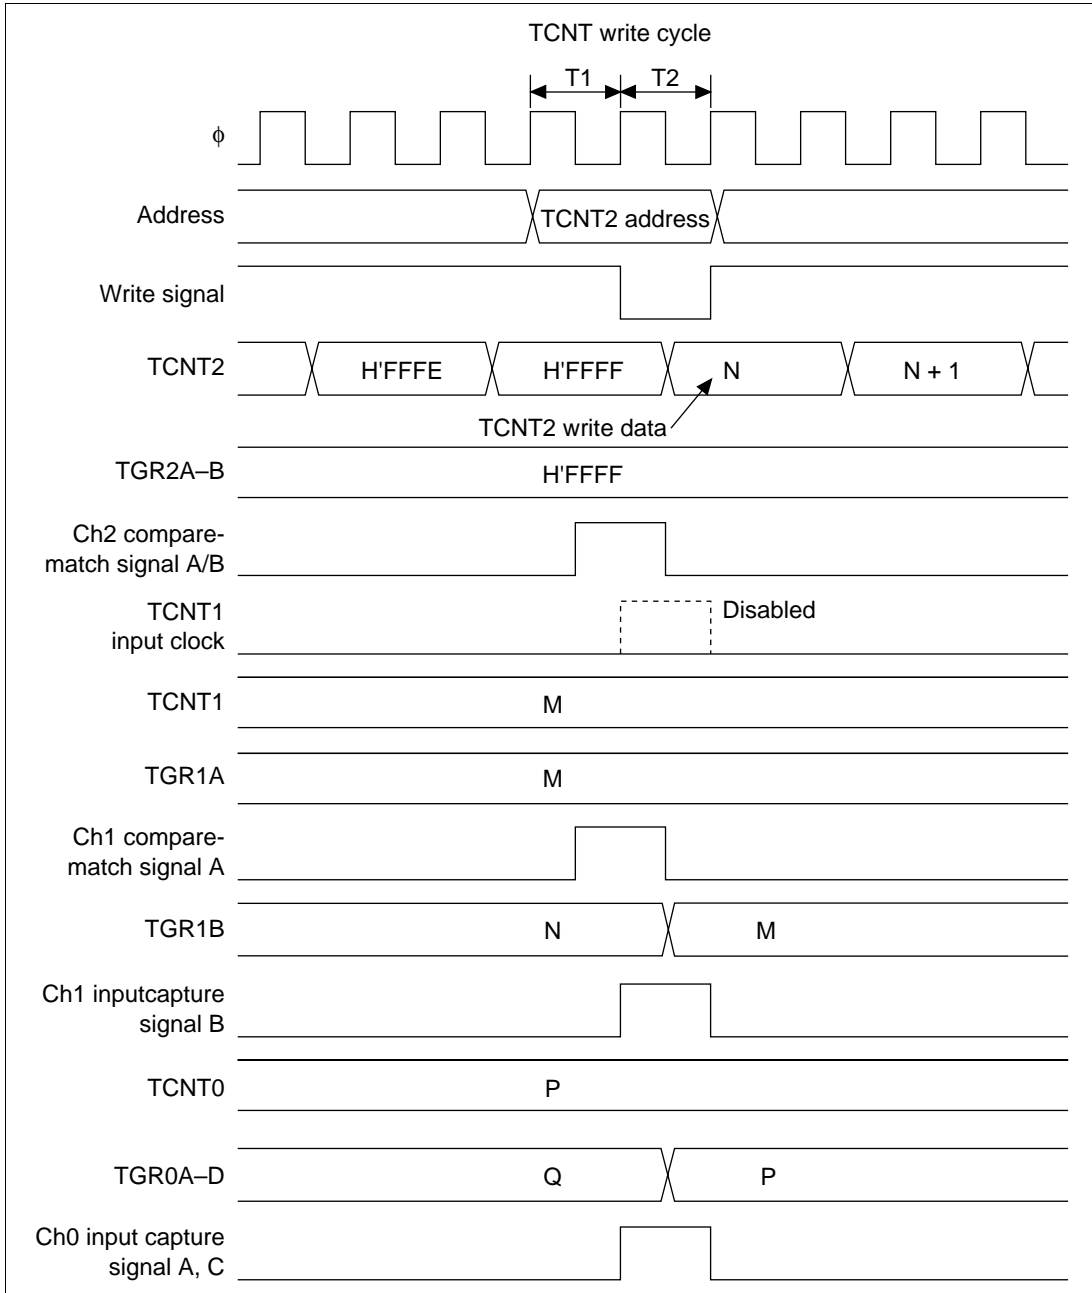 TCNT write cycle
T1 T2
ϕ
Address TCNT2 address
Write signal
TCNT2 H'FFFE H'FFFF N N + 1
TCNT2 write data
TGR2A–B H'FFFF
Ch2 compare-
match signal A/B
TCNT1 Disabled
input clock
TCNT1 M
TGR1A M
Ch1 compare-
match signal A
TGR1B N M
Ch1 inputcapture
signal B
TCNT0 P
TGR0A–D Q P
Ch0 input capture
signal A, C